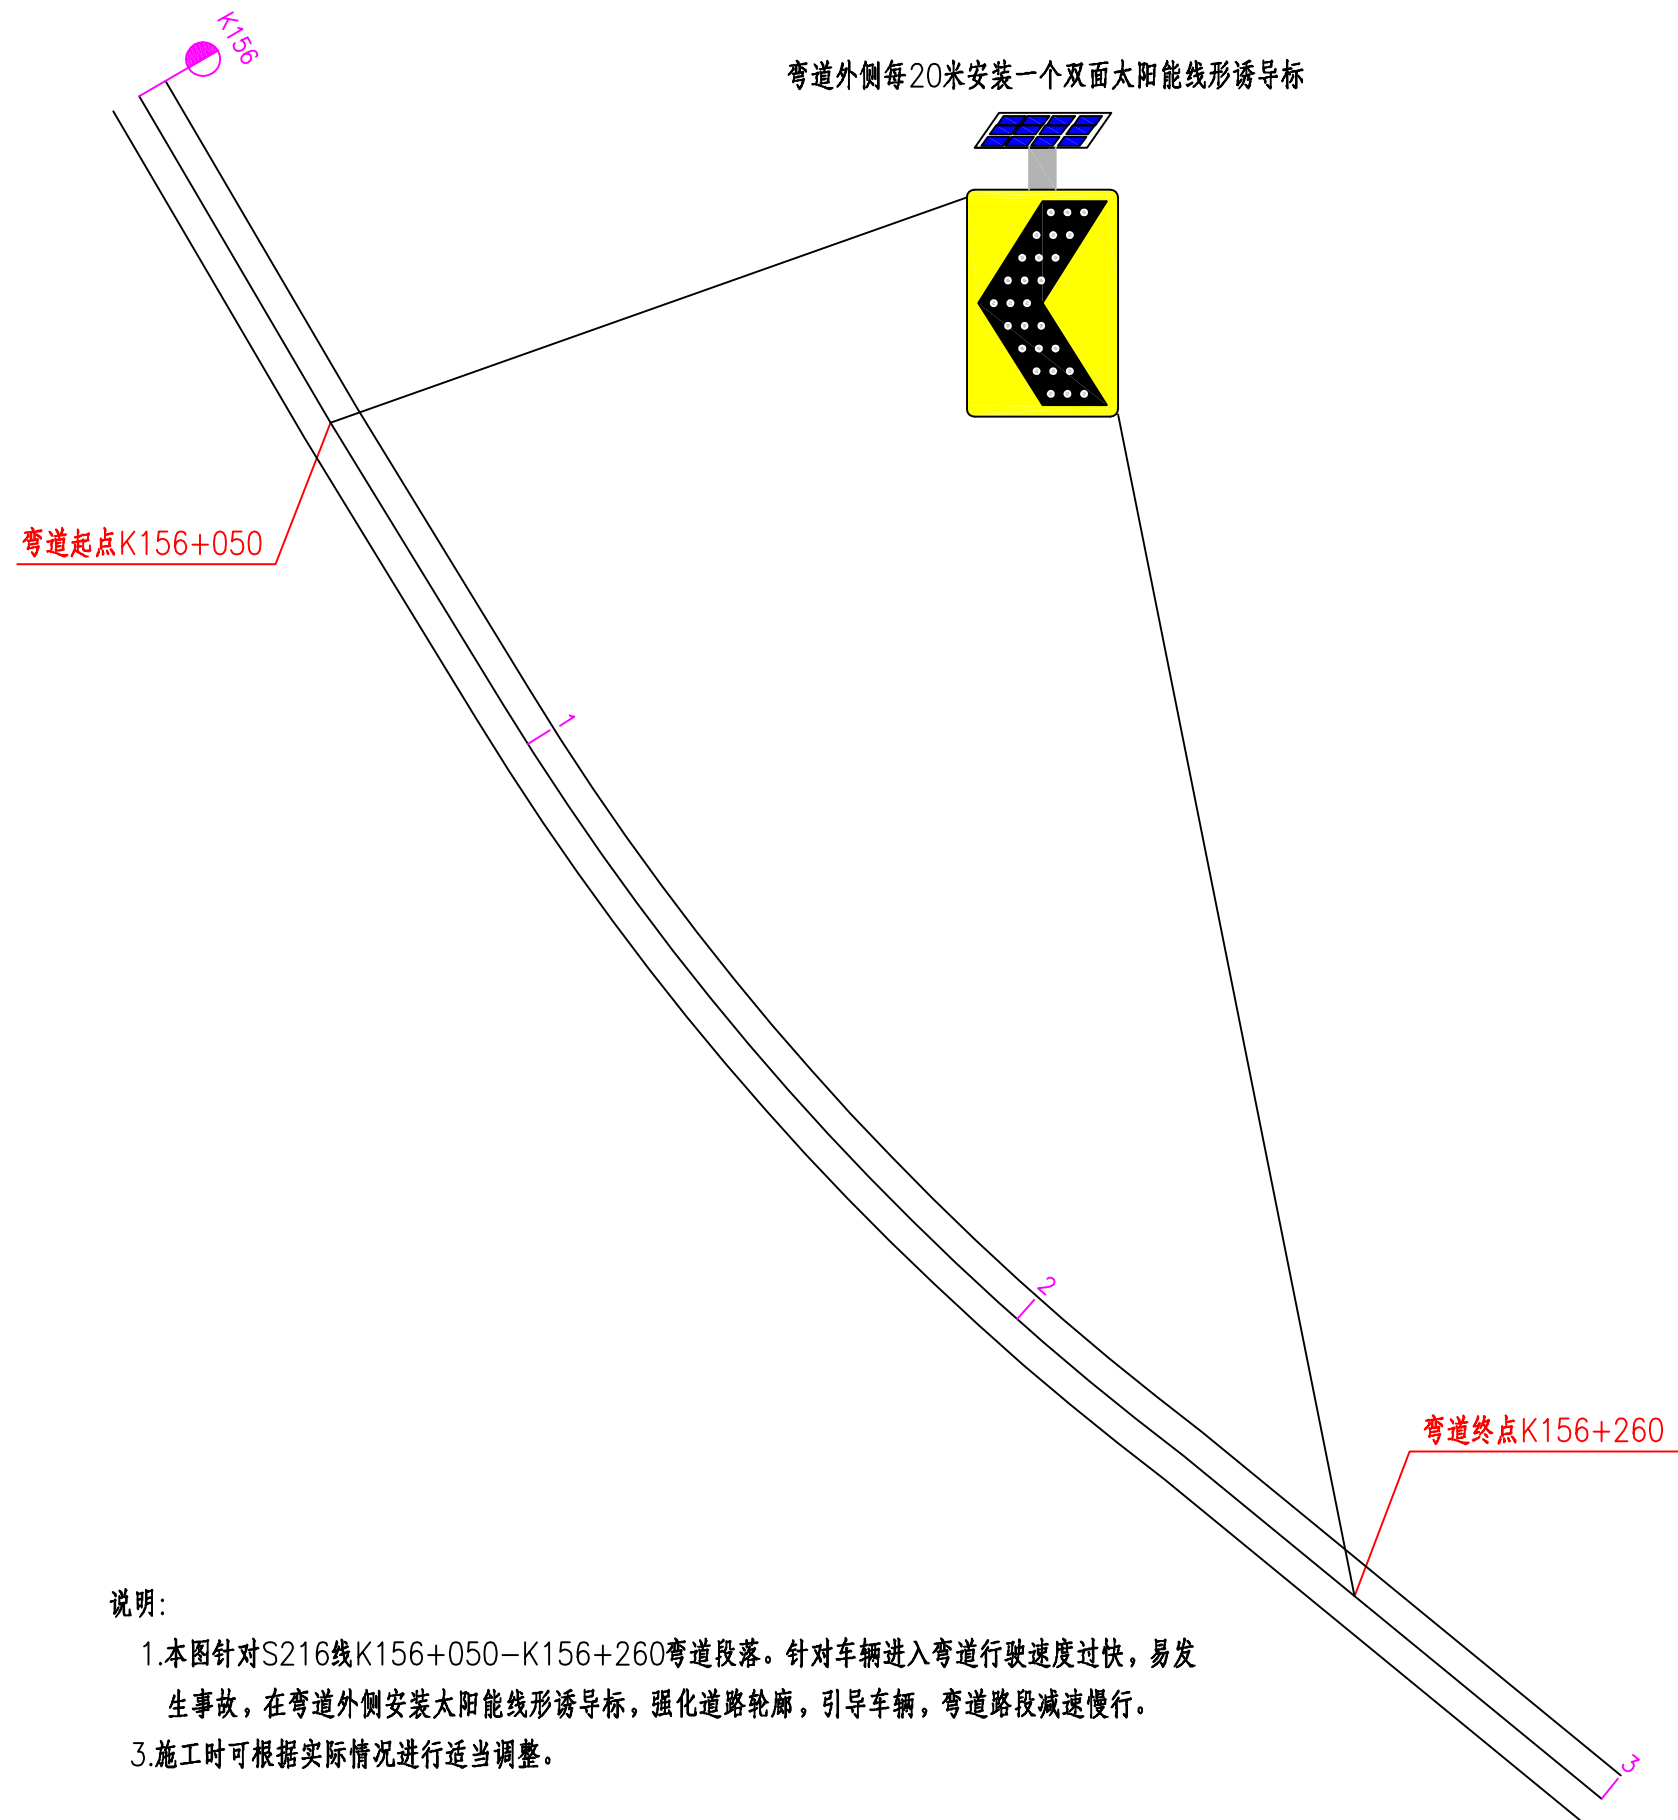 K156
弯道外侧每20米安装一个双面太阳能线形诱导标
弯道起点K156+050
1
2
弯道终点K156+260
说明:
1.本图针对S216线K156+050-K156+260弯道段落。针对车辆进入弯道行驶速度过快，易发
生事故，在弯道外侧安装太阳能线形诱导标，强化道路轮廊，引导车辆，弯道路段减速慢行。
3.施工时可根据实际情况进行适当调整。
3